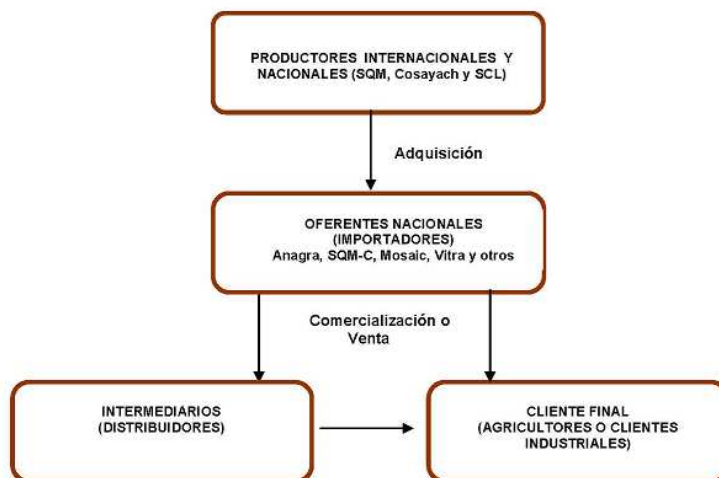 PRODUCTORES INTERNACIONALES Y
NACIONALES (SQM, Cosayach y SCL)
Adquisición
OFERENTES NACIONALES
(IMPORTADORES)
Anagra, SQM-C, Mosaic, Vitra y otros
Comercialización o
Venta
INTERMEDIARIOS
(DISTRIBUIDORES)
CLIENTE FINAL
(AGRICULTORES O CLIENTES
INDUSTRIALES)